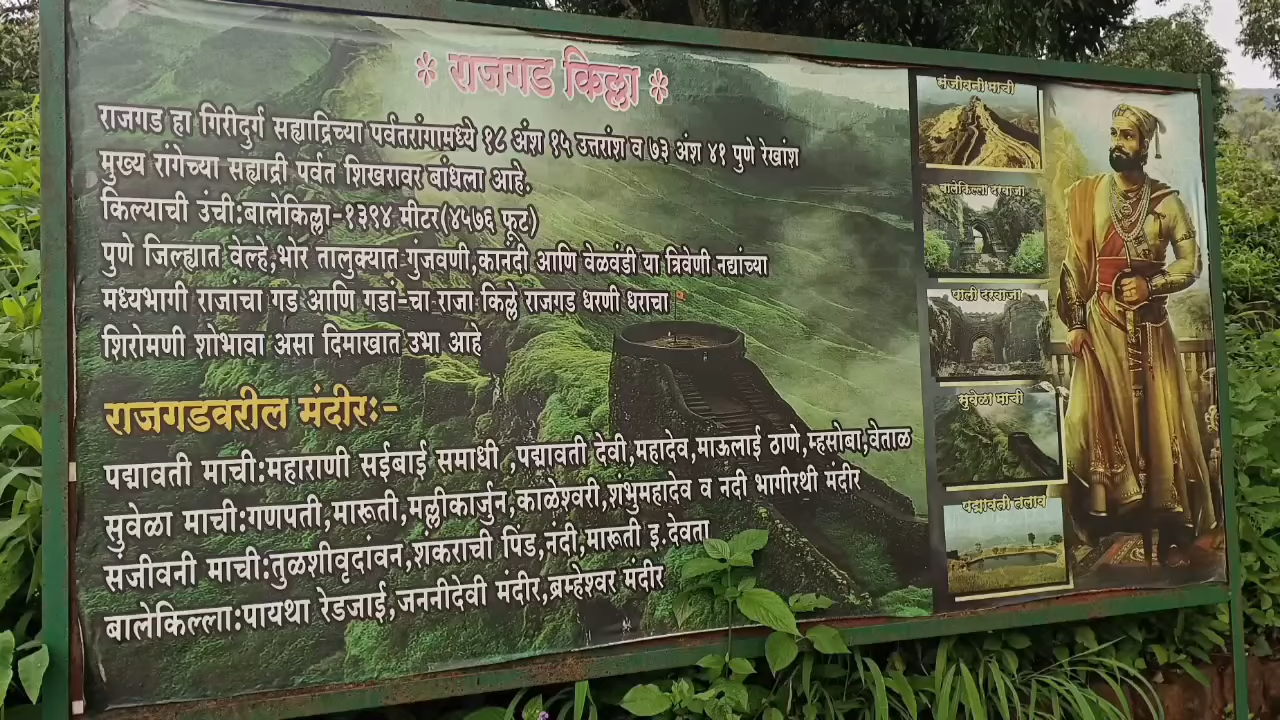 राजगड किल्ला
राजगड हा गिरीदुर्ग सह्याद्रिच्या पर्वतरांगामध्ये १८ अंश १५ उत्तरांश व ७३ अंश ४१ पुणे रेखांश
मुख्य रांगेच्या सह्याद्री पर्वत शिखरावर बांधला आहे.
किल्याची उंची:बालेकिल्ला-१३९४ मीटर(४५७६ फूट)
पुणे जिल्ह्यात वेल्हे,भोर तालुक्यात गुंजवणी,कानदी आणि वेळवंडी या त्रिवेणी नद्यांच्या
मध्यभागी राजांचा गड आणि गडां-चा राजा किल्ले राजगड धरणी धराचा
शिरोमणी शोभावा असा दिमाखात उभा आहे
राजगडवरील मंदीरः-
पद्मावती माची:महाराणी सईबाई समाधी ,पद्मावती देवी,महादेव,माऊलाई ठाणे,म्हसोबा,वेताळ
सुवेळा माची:गणपती,मारूती,मल्लीकार्जुन,काळेश्वरी,शंभुमहादेव व नदी भागीरथी मंदीर
सजीवनी माची:तुळशीवृदांवन,शंकराची पिंड,नंदी,मारूती इ.देवता
बालेकिल्ला:पायथा रेडजाई,जननीदेवी मंदीर,ब्रम्हेश्वर मंदीर
संजीवनी माची
बालेकिल्ला दरवाजा
पाली दरवाजा
सुवेळा माची
पद्मावती तलाव